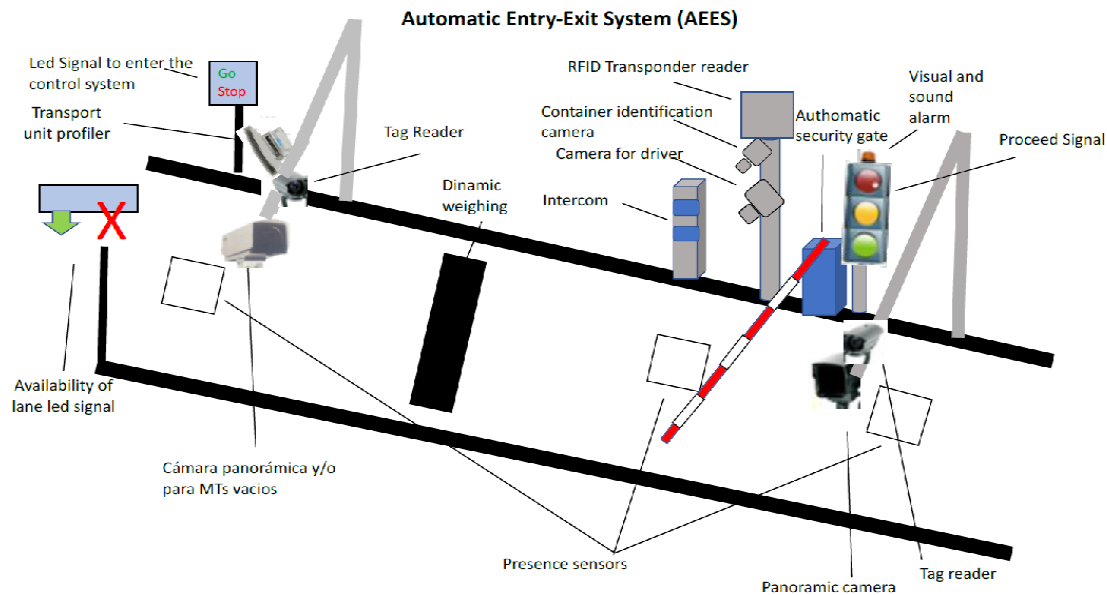 Automatic Entry-Exit System (AEES)
Led Signal to enter the
control system
Go
Stop
Transport
unit profiler
Tag Reader
Dinamic
weighing
RFID Transponder reader
Container identification
camera
Camera for driver
Intercom
Authomatic
security gate
Visual and
sound
alarm
Proceed Signal
X
Availability of
lane led signal
Cámara panorámica y/o
para MTs vacios
Presence sensors
Panoramic camera
Tag reader